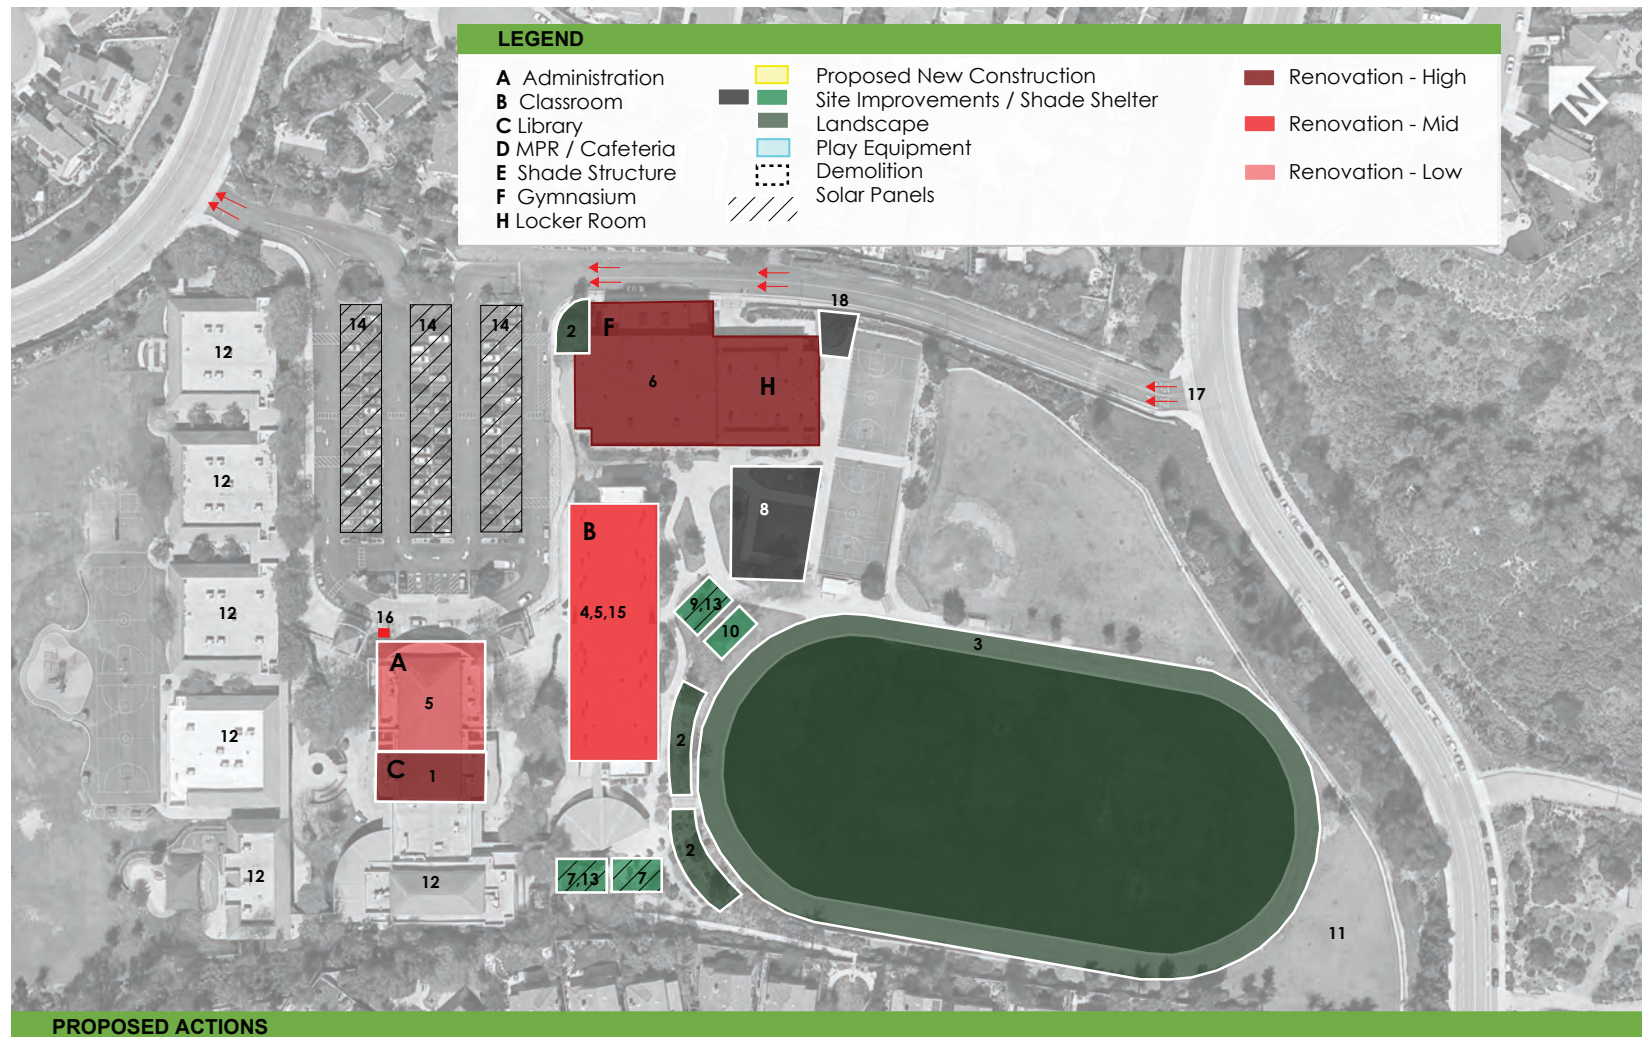 LEGEND
A Administration
B Classroom
C Library
D MPR / Cafeteria
E Shade Structure
F Gymnasium
H Locker Room
Proposed New Construction
Site Improvements / Shade Shelter
Landscape
Play Equipment
Demolition
Solar Panels
Renovation - High
Renovation - Mid
Renovation - Low
N
18
14
14
14
2
F
12
6
H
17
12
8
B
9,13
12
4,5,15
16
10
3
A
5
12
2
C
1
2
12
12
7,13
7
11
PROPOSED ACTIONS